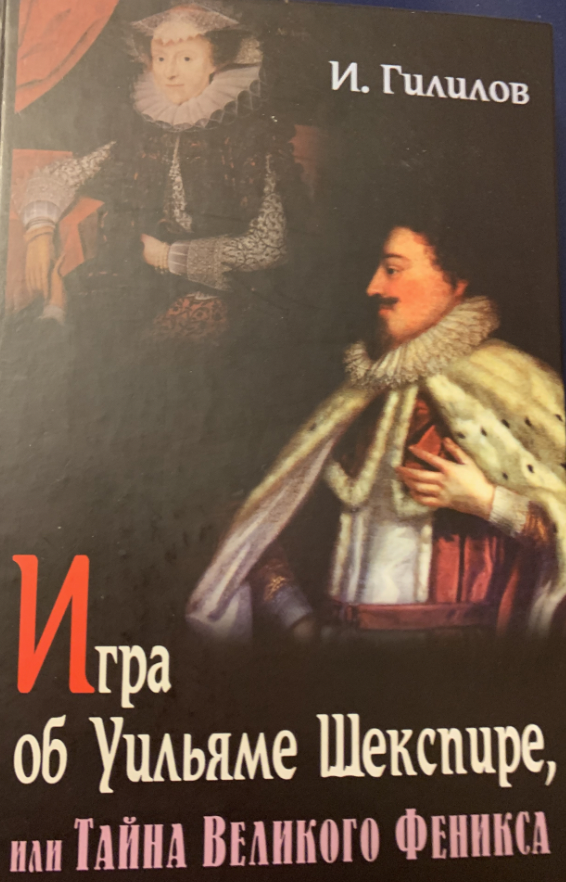 И. Гилилов
Игра
об Уильяме Шекспире,
или Тайна Великого Феникса